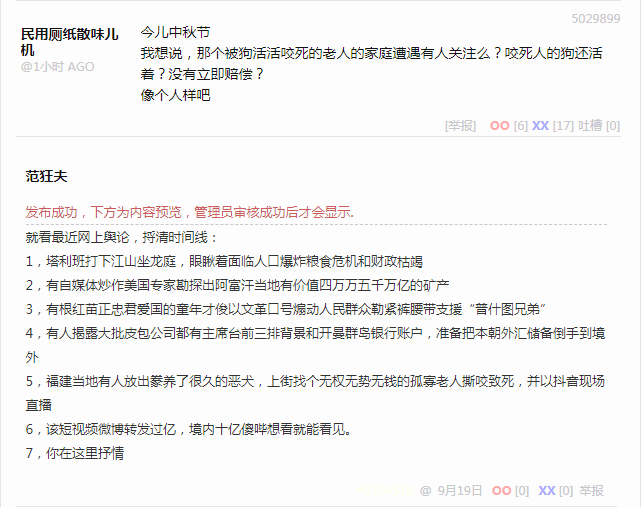 5029899
民用厕纸散味儿
机
@1小时 AGO
今儿中秋节
我想说，那个被狗活活咬死的老人的家庭遭遇有人关注么？咬死人的狗还活
着？没有立即赔偿？
像个人样吧
[举报] OO [6] XX [17] 吐槽 [0]
范狂夫
发布成功，下方为内容预览，管理员审核成功后才会显示。
就看最近网上舆论，捋清时间线：
1，塔利班打下江山坐龙庭，眼瞅着面临人口爆炸粮食危机和财政枯竭
2，有自媒体炒作美国专家勘探出阿富汗当地有价值四万万五千万亿的矿产
3，有根红苗正忠君爱国的童年才俊以文革口号煽动人民群众勒紧裤腰带支援“普什图兄弟”
4，有人揭露大批皮包公司都有主席台前三排背景和开曼群岛银行账户，准备把本朝外汇储备倒手到境
外
5，福建当地有人放出豢养了很久的恶犬，上街找个无权无势无钱的孤寡老人撕咬致死，并以抖音现场
直播
6，该短视频微博转发过亿，境内十亿傻哔想看就能看见。
7，你在这里抒情
@ 9月19日 OO [0] XX [0] 举报